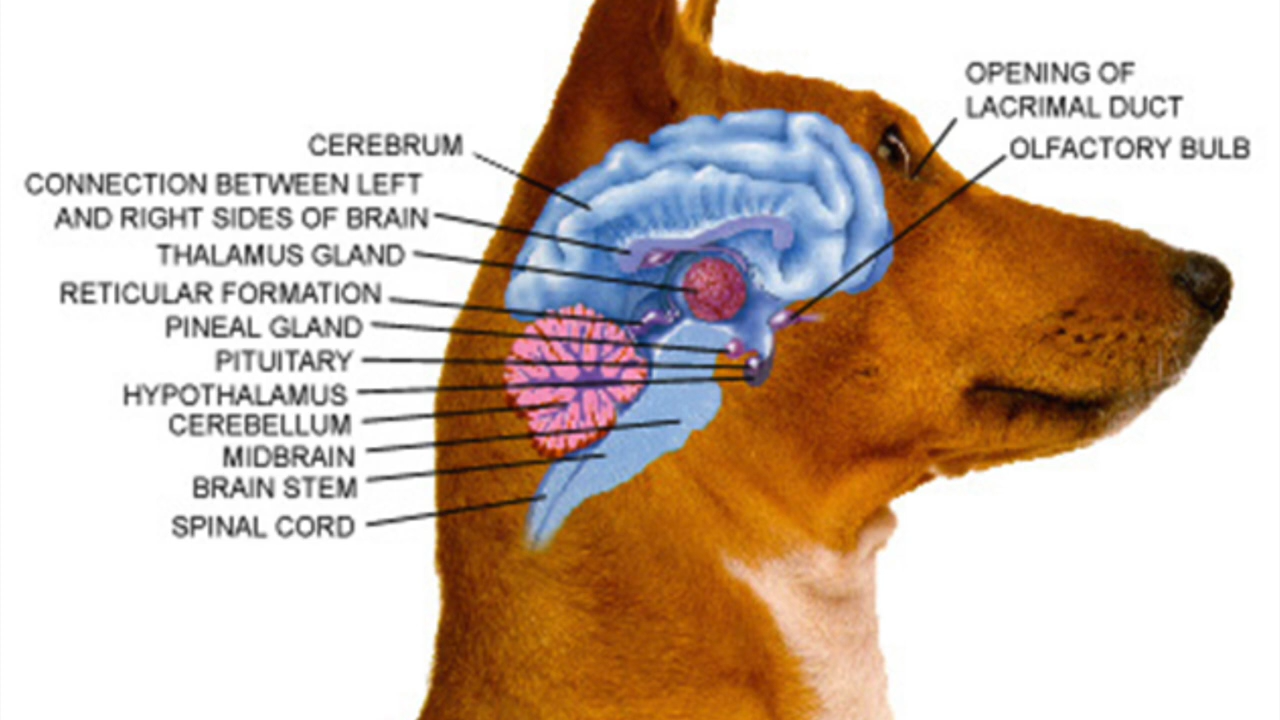 CEREBRUM
CONNECTION BETWEEN LEFT
AND RIGHT SIDES OF BRAIN
THALAMUS GLAND
RETICULAR FORMATION
PINEAL GLAND
PITUITARY
HYPOTHALAMUS
CEREBELLUM
MIDBRAIN
BRAIN STEM
SPINAL CORD
OPENING OF
LACRIMAL DUCT
OLFACTORY BULB